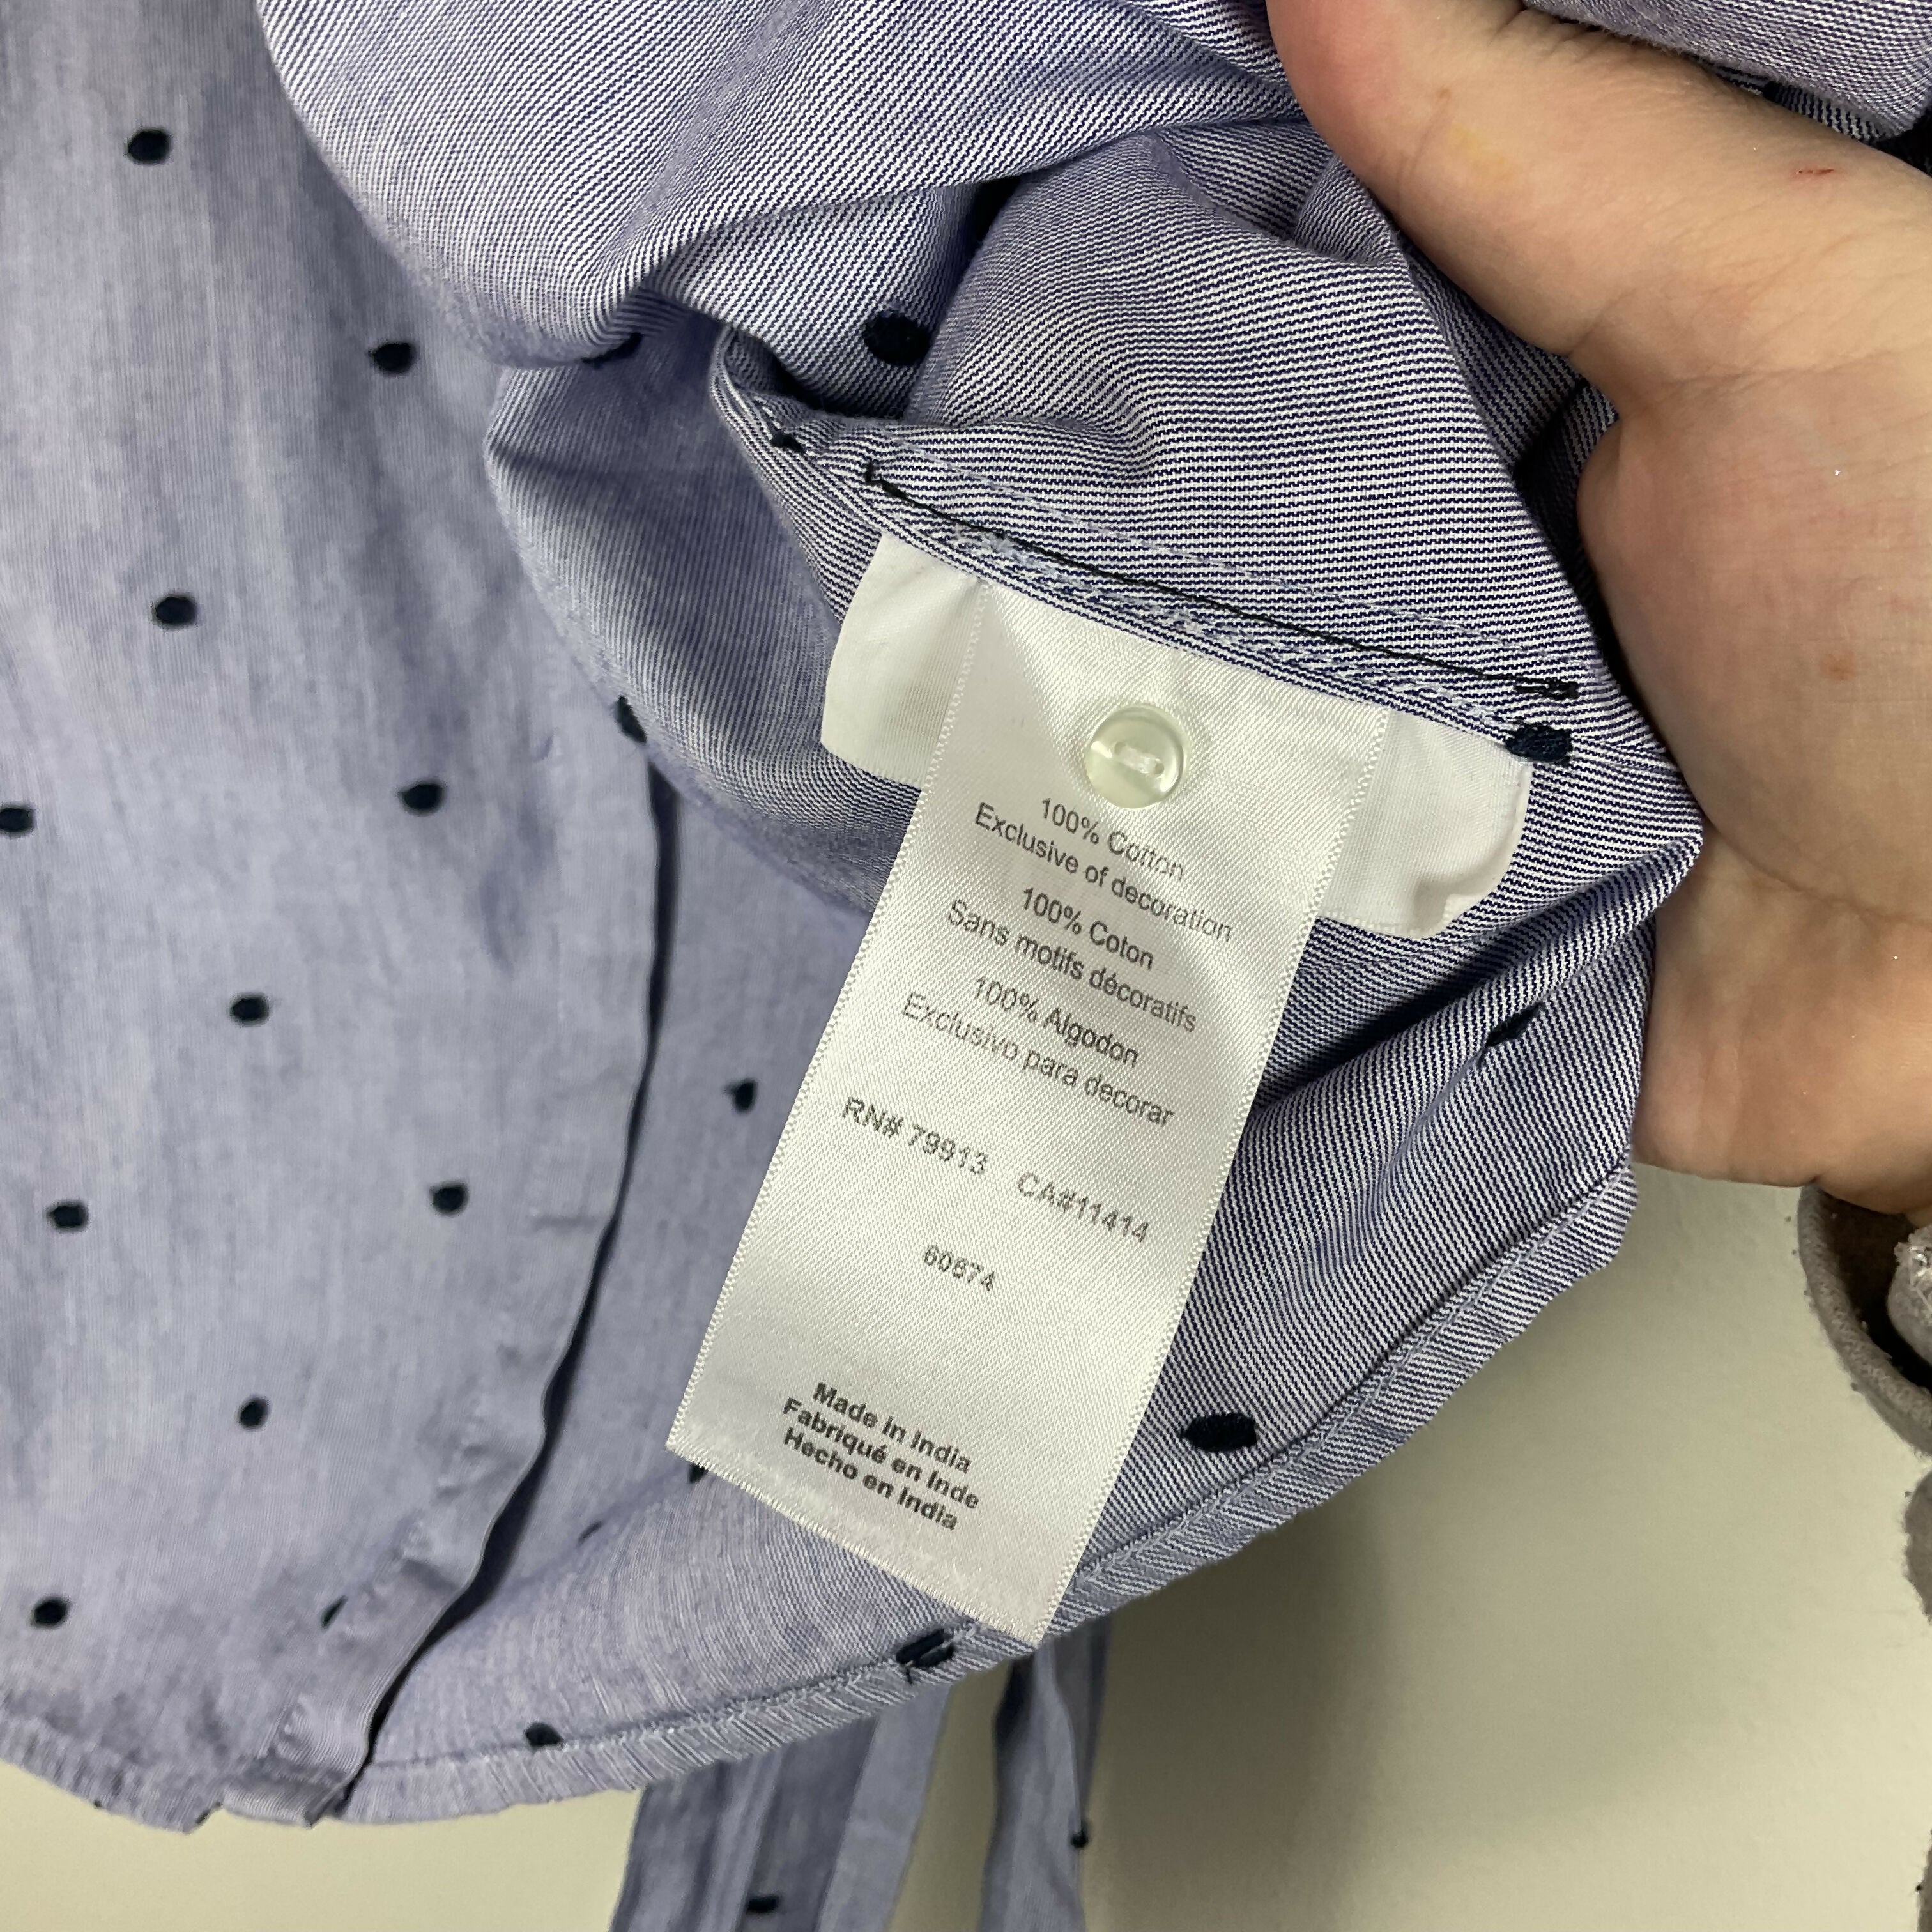 100% Cotton
Exclusive of decoration
100% Coton
Sans motifs décoratifs
100% Algodon
Exclusivo para decorar
RN# 79913 CA#11414
60674
Made in India
Fabriqué en Inde
Hecho en India